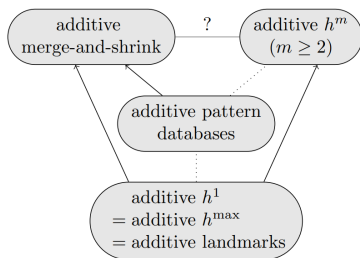 additive
merge-and-shrink
?
additive h^m
(m ≥ 2)
additive pattern
databases
additive h^1
= additive h^max
= additive landmarks